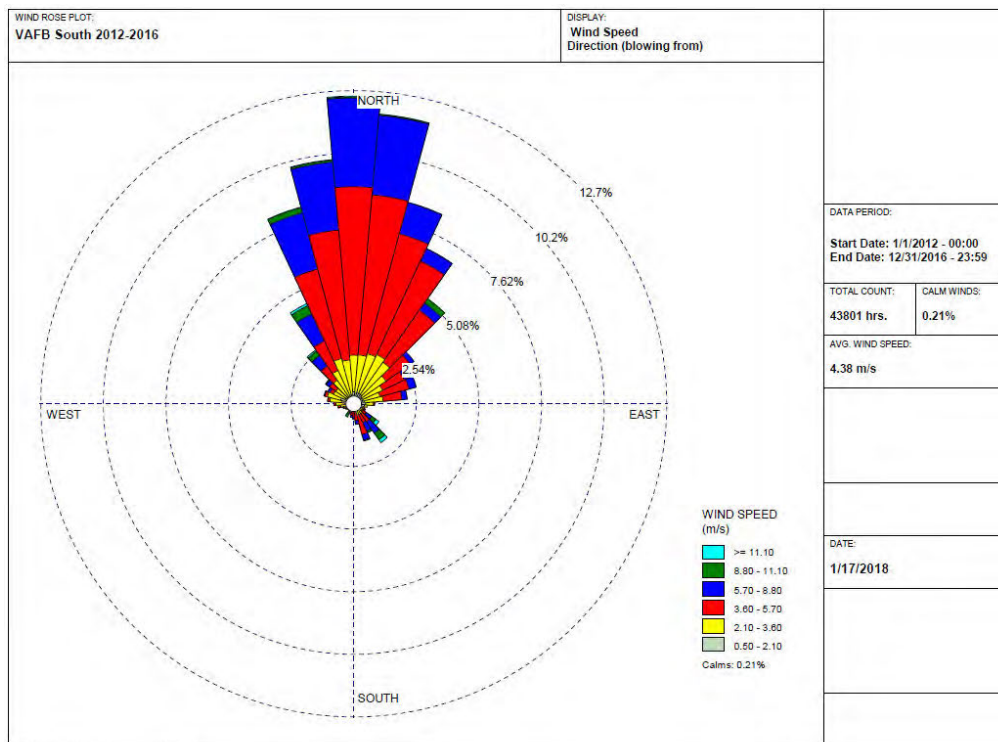 WIND ROSE PLOT:
VAFB South 2012-2016
DISPLAY:
Wind Speed
Direction (blowing from)
NORTH
12.7%
10.2%
7.62%
5.08%
2.54%
WEST
EAST
SOUTH
WIND SPEED
(m/s)
>= 11.10
8.80 - 11.10
5.70 - 8.80
3.60 - 5.70
2.10 - 3.60
0.50 - 2.10
Calms: 0.21%
DATA PERIOD:
Start Date: 1/1/2012 - 00:00
End Date: 12/31/2016 - 23:59
TOTAL COUNT:
43801 hrs.
CALM WINDS:
0.21%
AVG. WIND SPEED:
4.38 m/s
DATE:
1/17/2018